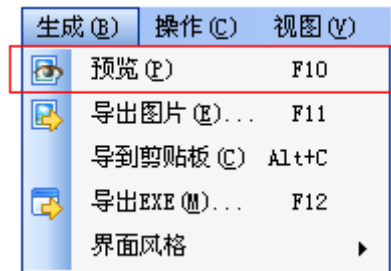 生成(B) 操作(C) 视图(V)
预览(P) F10
导出图片(E)... F11
导到剪贴板(C) Alt+C
导出EXE(M)... F12
界面风格